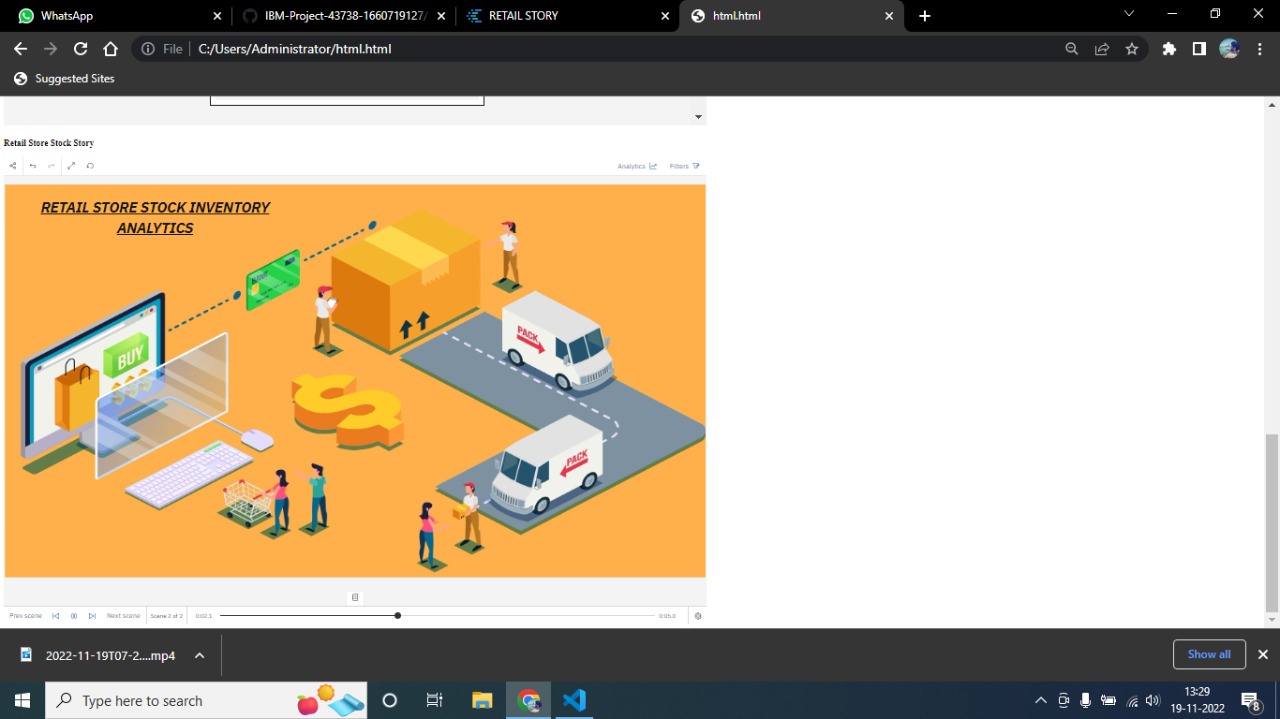 WhatsApp
IBM-Project-43738-1660719127/
RETAIL STORY
html.html
File
C:/Users/Administrator/html.html
Suggested Sites
Retail Store Stock Story
Analytics
Filters
RETAIL STORE STOCK INVENTORY
ANALYTICS
BUY
PACK
PACK
Prev scene
Next scene
Scene 2 of 2
0:02.1
0:05.0
2022-11-19T07-2....mp4
Show all
Type here to search
13:29
19-11-2022
8